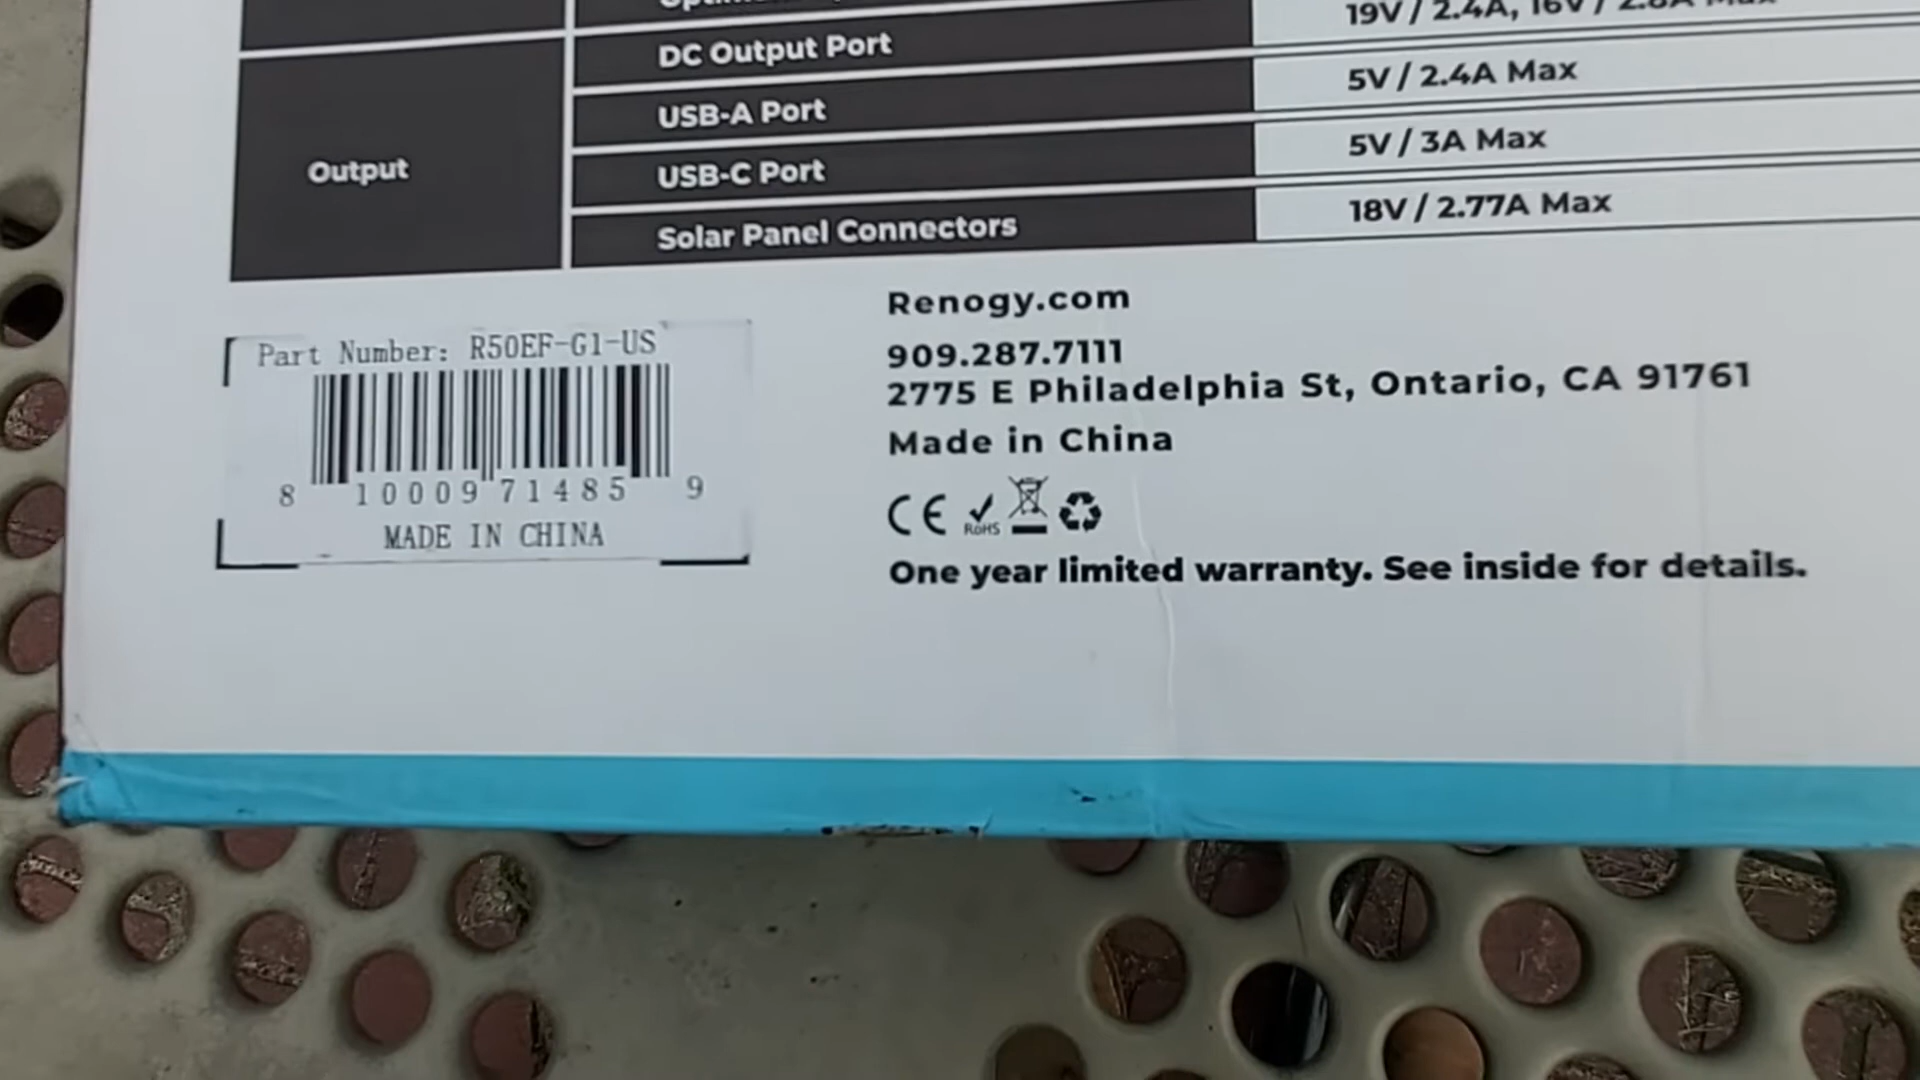 19V / 2.4A, 16V / 2.8A Max
DC Output Port
5V / 2.4A Max
USB-A Port
5V / 3A Max
USB-C Port
18V / 2.77A Max
Solar Panel Connectors
Output
Part Number: R50EF-G1-US
8 10009 71485 9
MADE IN CHINA
Renogy.com
909.287.7111
2775 E Philadelphia St, Ontario, CA 91761
Made in China
CE RoHS
One year limited warranty. See inside for details.